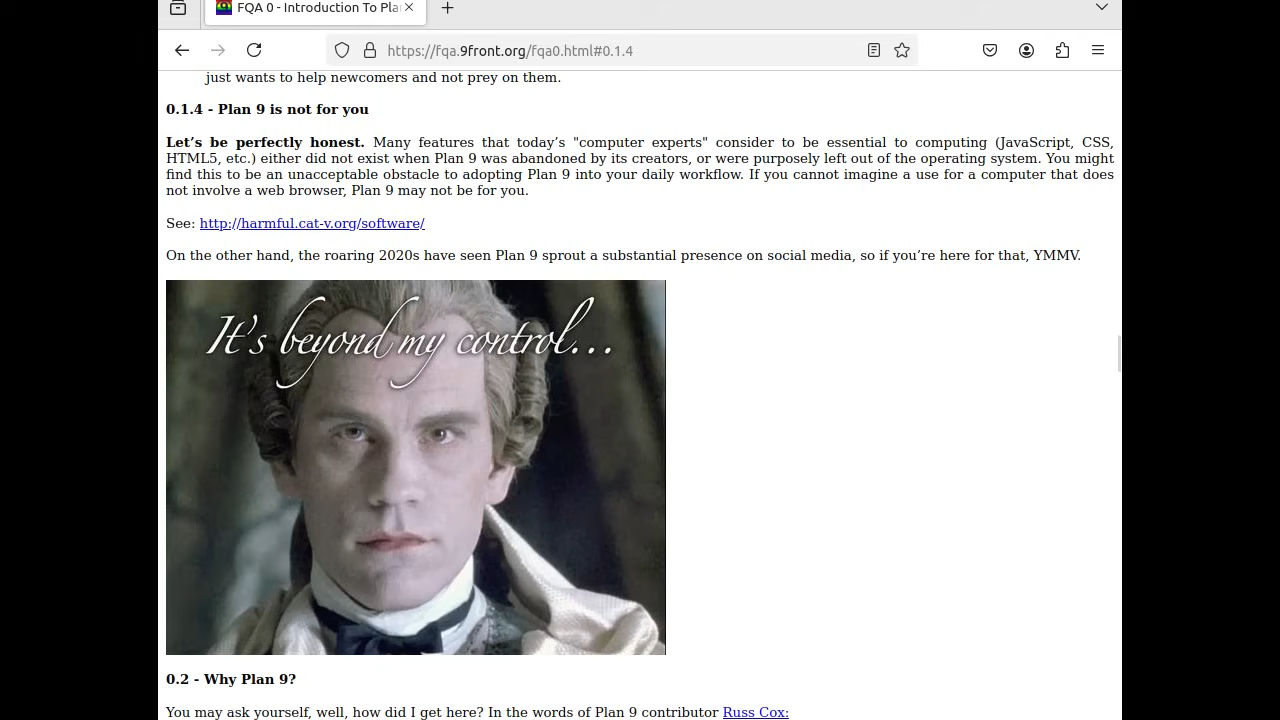 FQA 0 - Introduction To Pla
https://fqa.9front.org/fqa0.html#0.1.4
just wants to help newcomers and not prey on them.
0.1.4 - Plan 9 is not for you
Let’s be perfectly honest. Many features that today’s "computer experts" consider to be essential to computing (JavaScript, CSS,
HTML5, etc.) either did not exist when Plan 9 was abandoned by its creators, or were purposely left out of the operating system. You might
find this to be an unacceptable obstacle to adopting Plan 9 into your daily workflow. If you cannot imagine a use for a computer that does
not involve a web browser, Plan 9 may not be for you.
See: http://harmful.cat-v.org/software/
On the other hand, the roaring 2020s have seen Plan 9 sprout a substantial presence on social media, so if you’re here for that, YMMV.
It's beyond my control...
0.2 - Why Plan 9?
You may ask yourself, well, how did I get here? In the words of Plan 9 contributor Russ Cox: